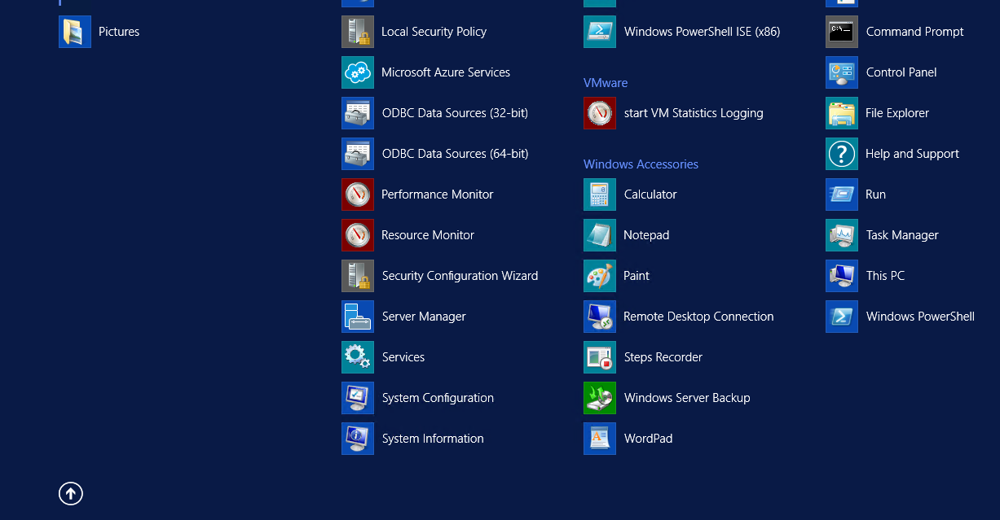 Pictures
Local Security Policy
Microsoft Azure Services
ODBC Data Sources (32-bit)
ODBC Data Sources (64-bit)
Performance Monitor
Resource Monitor
Security Configuration Wizard
Server Manager
Services
System Configuration
System Information
Windows PowerShell ISE (x86)
VMware
start VM Statistics Logging
Windows Accessories
Calculator
Notepad
Paint
Remote Desktop Connection
Steps Recorder
Windows Server Backup
WordPad
C:\_
Command Prompt
Control Panel
File Explorer
Help and Support
Run
Task Manager
This PC
Windows PowerShell